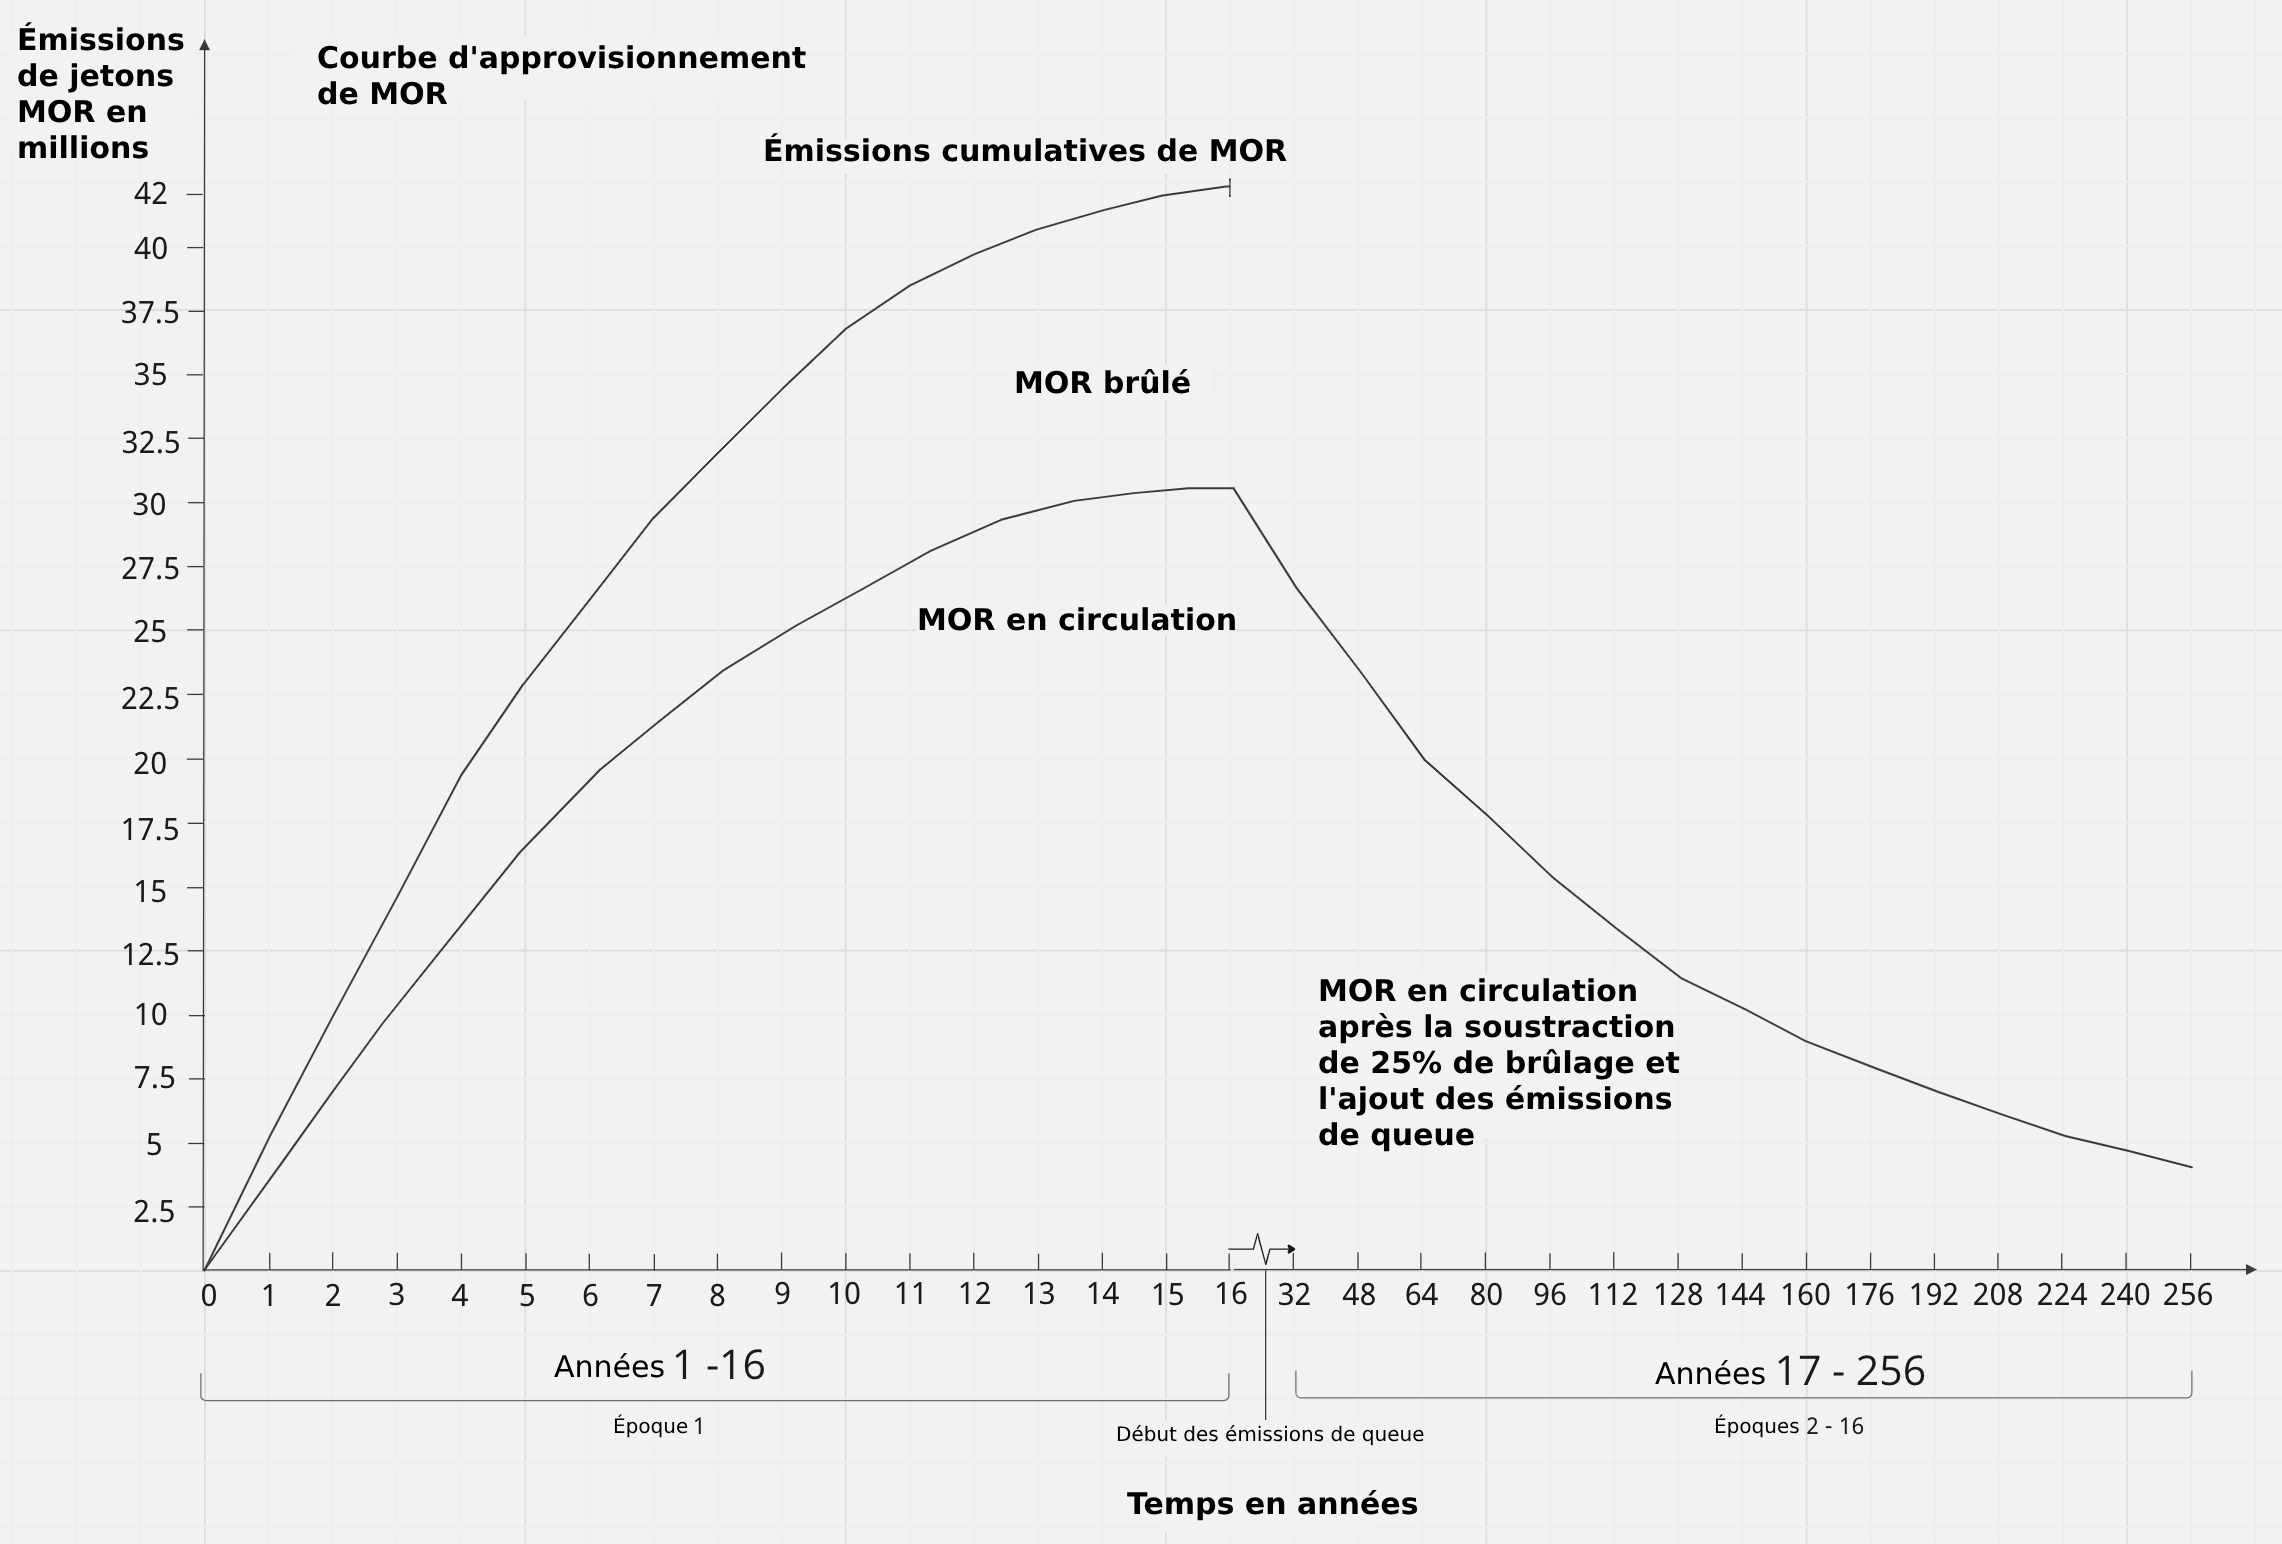 Émissions
de jetons
MOR en
millions
Courbe d'approvisionnement
de MOR
Émissions cumulatives de MOR
42
40
37.5
35
MOR brûlé
32.5
30
27.5
25
MOR en circulation
22.5
20
17.5
15
12.5
10
7.5
5
2.5
MOR en circulation
après la soustraction
de 25% de brûlage et
l'ajout des émissions
de queue
0 1 2 3 4 5 6 7 8 9 10 11 12 13 14 15 16 32 48 64 80 96 112 128 144 160 176 192 208 224 240 256
Années 1 -16
Années 17 - 256
Époque 1
Début des émissions de queue
Époques 2 - 16
Temps en années